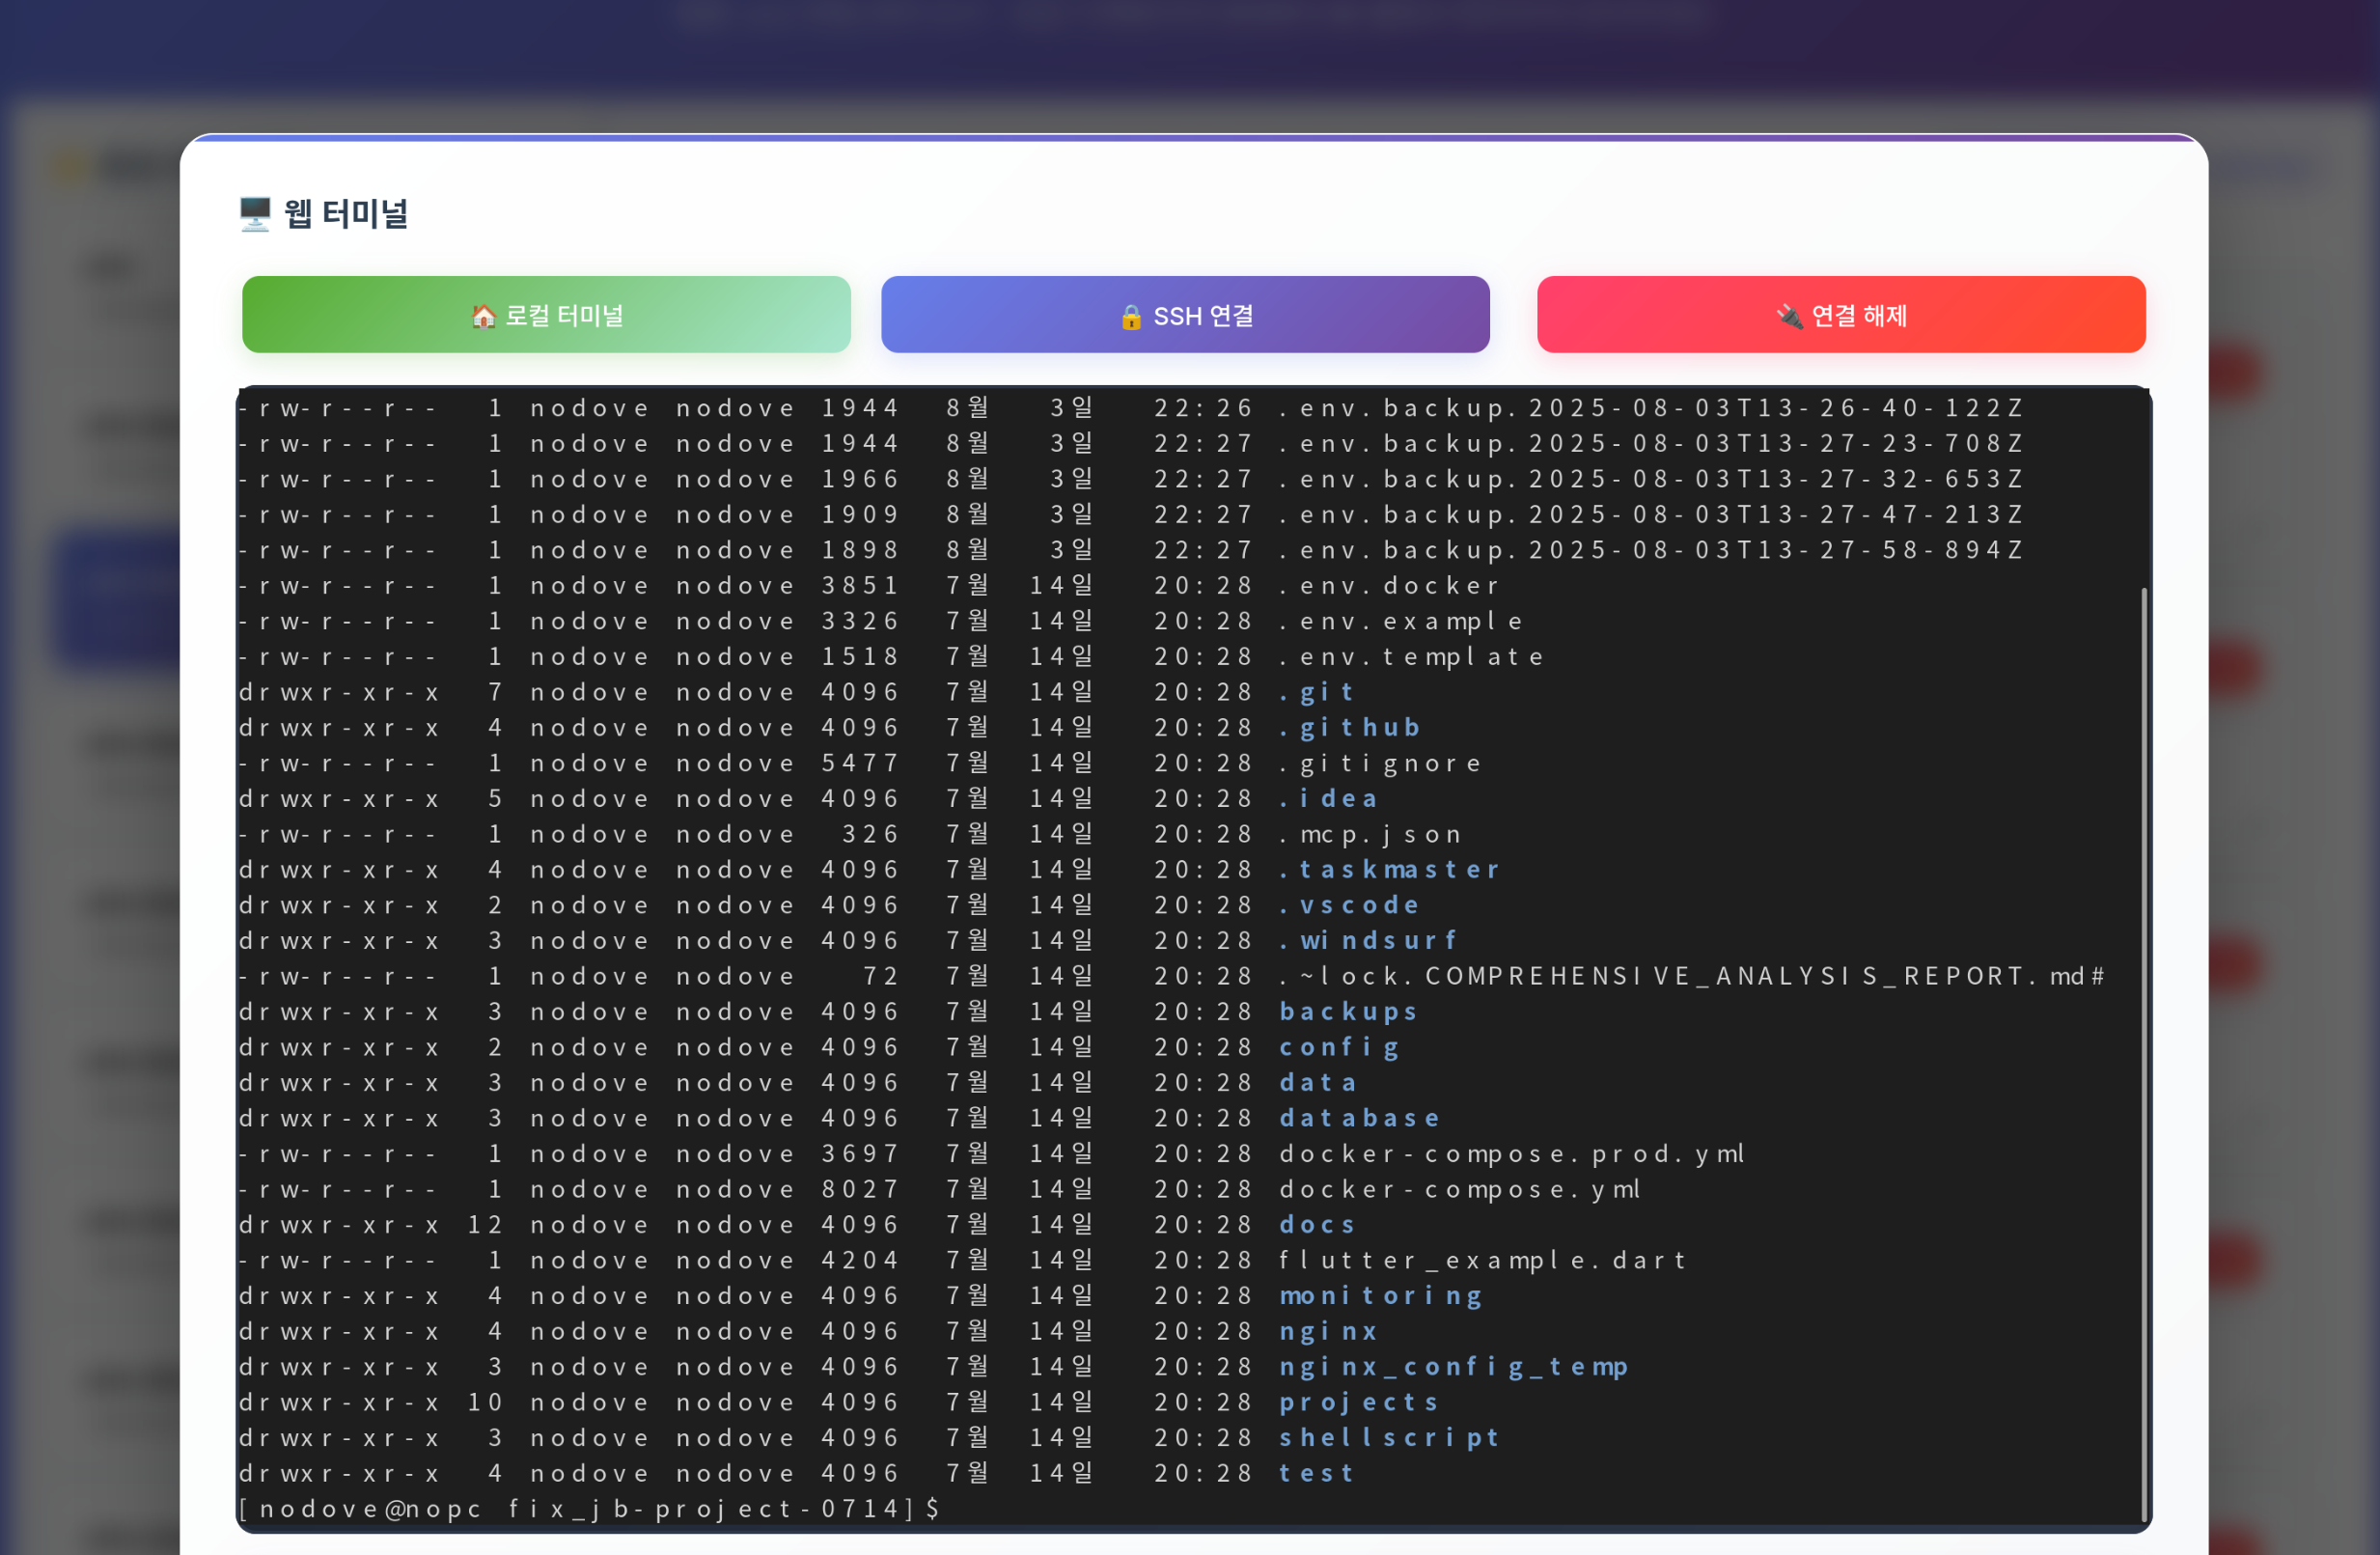 🖥️ 웹 터미널
🏠 로컬 터미널
🔒 SSH 연결
🔌 연결 해제
-rw-r--r--  1 nodove nodove 1944  8월  3일  22:26 .env.backup.2025-08-03T13-26-40-122Z
-rw-r--r--  1 nodove nodove 1944  8월  3일  22:27 .env.backup.2025-08-03T13-27-23-708Z
-rw-r--r--  1 nodove nodove 1966  8월  3일  22:27 .env.backup.2025-08-03T13-27-32-653Z
-rw-r--r--  1 nodove nodove 1909  8월  3일  22:27 .env.backup.2025-08-03T13-27-47-213Z
-rw-r--r--  1 nodove nodove 1898  8월  3일  22:27 .env.backup.2025-08-03T13-27-58-894Z
-rw-r--r--  1 nodove nodove 3851  7월 14일  20:28 .env.docker
-rw-r--r--  1 nodove nodove 3326  7월 14일  20:28 .env.example
-rw-r--r--  1 nodove nodove 1518  7월 14일  20:28 .env.template
drwxr-xr-x  7 nodove nodove 4096  7월 14일  20:28 .git
drwxr-xr-x  4 nodove nodove 4096  7월 14일  20:28 .github
-rw-r--r--  1 nodove nodove 5477  7월 14일  20:28 .gitignore
drwxr-xr-x  5 nodove nodove 4096  7월 14일  20:28 .idea
-rw-r--r--  1 nodove nodove  326  7월 14일  20:28 .mcp.json
drwxr-xr-x  4 nodove nodove 4096  7월 14일  20:28 .taskmaster
drwxr-xr-x  2 nodove nodove 4096  7월 14일  20:28 .vscode
drwxr-xr-x  3 nodove nodove 4096  7월 14일  20:28 .windsurf
-rw-r--r--  1 nodove nodove   72  7월 14일  20:28 .~lock.COMPREHENSIVE_ANALYSIS_REPORT.md#
drwxr-xr-x  3 nodove nodove 4096  7월 14일  20:28 backups
drwxr-xr-x  2 nodove nodove 4096  7월 14일  20:28 config
drwxr-xr-x  3 nodove nodove 4096  7월 14일  20:28 data
drwxr-xr-x  3 nodove nodove 4096  7월 14일  20:28 database
-rw-r--r--  1 nodove nodove 3697  7월 14일  20:28 docker-compose.prod.yml
-rw-r--r--  1 nodove nodove 8027  7월 14일  20:28 docker-compose.yml
drwxr-xr-x 12 nodove nodove 4096  7월 14일  20:28 docs
-rw-r--r--  1 nodove nodove 4204  7월 14일  20:28 flutter_example.dart
drwxr-xr-x  4 nodove nodove 4096  7월 14일  20:28 monitoring
drwxr-xr-x  4 nodove nodove 4096  7월 14일  20:28 nginx
drwxr-xr-x  3 nodove nodove 4096  7월 14일  20:28 nginx_config_temp
drwxr-xr-x 10 nodove nodove 4096  7월 14일  20:28 projects
drwxr-xr-x  3 nodove nodove 4096  7월 14일  20:28 shellscript
drwxr-xr-x  4 nodove nodove 4096  7월 14일  20:28 test
[nodove@nopc fix_jb-project-0714]$